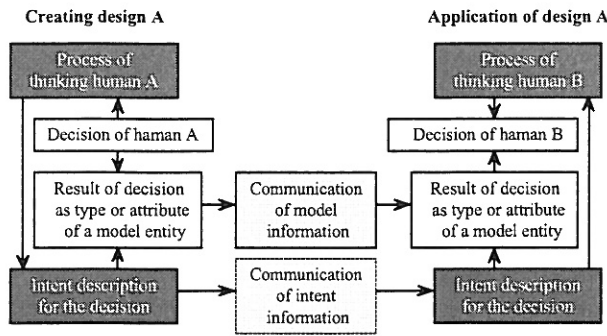 Creating design A
Application of design A
Process of
thinking human A
Process of
thinking human B
Decision of human A
Decision of human B
Result of decision
as type or attribute
of a model entity
Communication
of model
information
Result of decision
as type or attribute
of a model entity
Intent description
for the decision
Communication
of intent
information
Intent description
for the decision